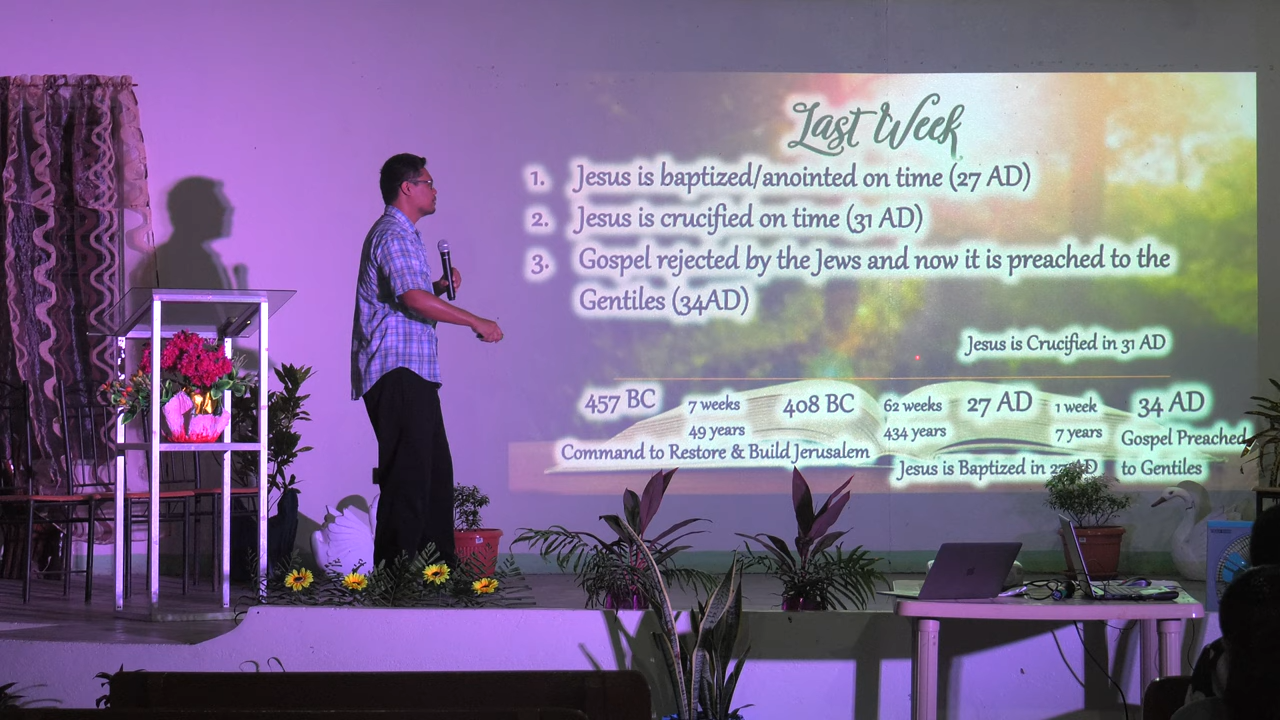 Last Week
1. Jesus is baptized/anointed on time (27 AD)
2. Jesus is crucified on time (31 AD)
3. Gospel rejected by the Jews and now it is preached to the
Gentiles (34AD)
Jesus is Crucified in 31 AD
457 BC 7 weeks 408 BC 62 weeks 27 AD 1 week 34 AD
49 years 434 years 7 years Gospel Preached
Command to Restore & Build Jerusalem
Jesus is Baptized in 27 AD to Gentiles